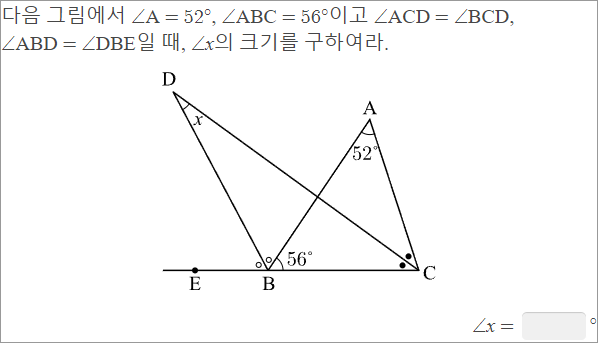 다음 그림에서 ∠A = 52°, ∠ABC = 56°이고 ∠ACD = ∠BCD,
∠ABD = ∠DBE일 때, ∠x의 크기를 구하여라.
D
A
x
52°
56°
C
E
B
∠x = °